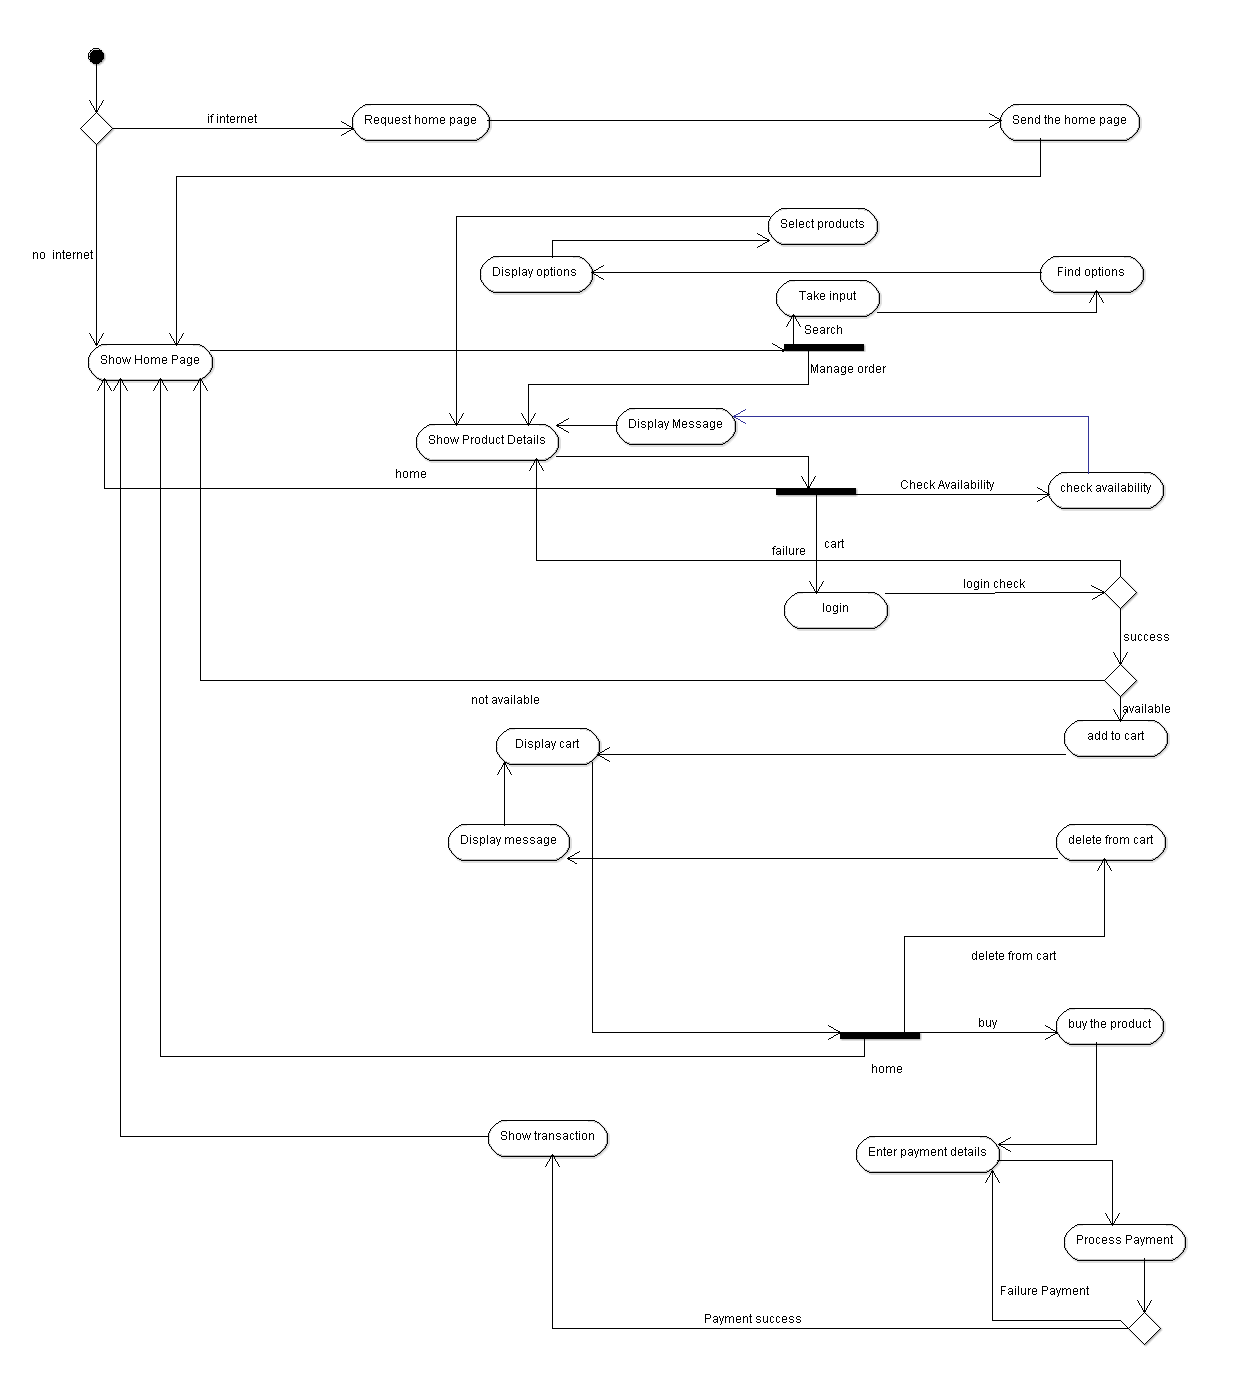 if internet
Request home page
Send the home page
Select products
no  internet
Display options
Find options
Take input
Search
Show Home Page
Manage order
Display Message
Show Product Details
home
Check Availability
check availability
failure
cart
login check
login
success
not available
available
Display cart
add to cart
Display message
delete from cart
delete from cart
buy
buy the product
home
Show transaction
Enter payment details
Process Payment
Failure Payment
Payment success